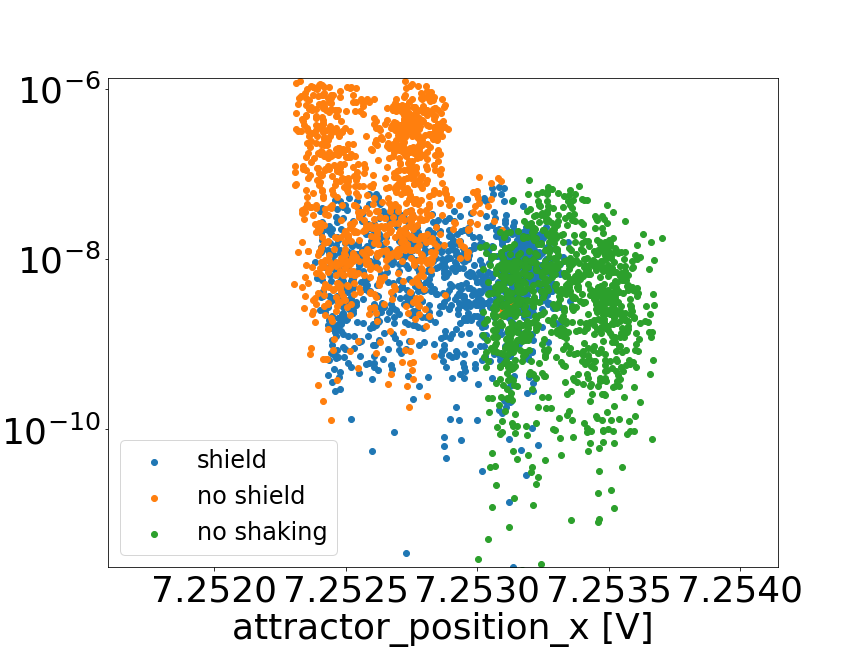 10⁻⁶
10⁻⁸
10⁻¹⁰
shield
no shield
no shaking
7.2520 7.2525 7.2530 7.2535 7.2540
attractor_position_x [V]